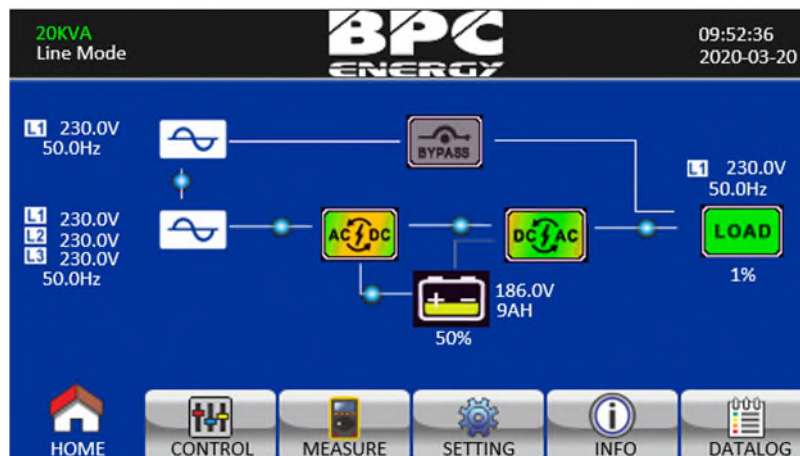 20KVA
Line Mode
BPC
ENERGY
09:52:36
2020-03-20
L1 230.0V
50.0Hz
BYPASS
L1 230.0V
50.0Hz
L1 230.0V
L2 230.0V
L3 230.0V
50.0Hz
AC DC
DC AC
LOAD
1%
186.0V
9AH
50%
HOME
CONTROL
MEASURE
SETTING
INFO
DATALOG